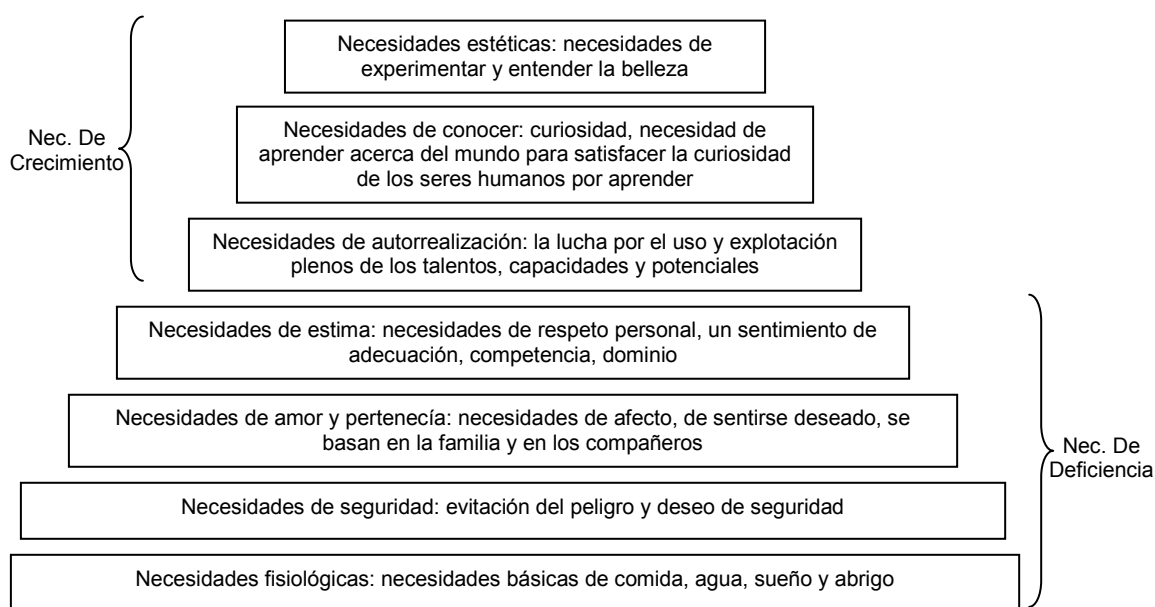 Necesidades estéticas: necesidades de
experimentar y entender la belleza
Nec. De
Crecimiento
Necesidades de conocer: curiosidad, necesidad de
aprender acerca del mundo para satisfacer la curiosidad
de los seres humanos por aprender
Necesidades de autorrealización: la lucha por el uso y explotación
plenos de los talentos, capacidades y potenciales
Necesidades de estima: necesidades de respeto personal, un sentimiento de
adecuación, competencia, dominio
Necesidades de amor y pertenecía: necesidades de afecto, de sentirse deseado, se
basan en la familia y en los compañeros
Nec. De
Deficiencia
Necesidades de seguridad: evitación del peligro y deseo de seguridad
Necesidades fisiológicas: necesidades básicas de comida, agua, sueño y abrigo